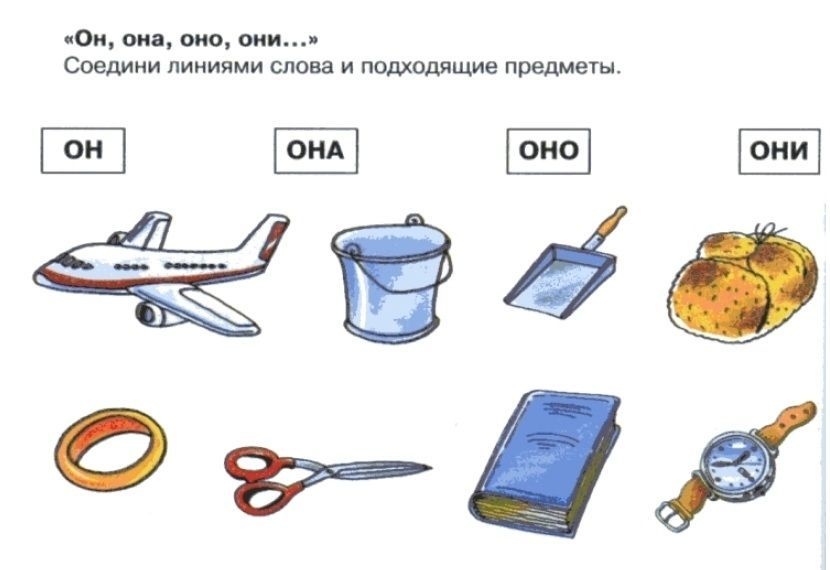 «Он, она, оно, они...»
Соедини линиями слова и подходящие предметы.
ОН ОНА ОНО ОНИ